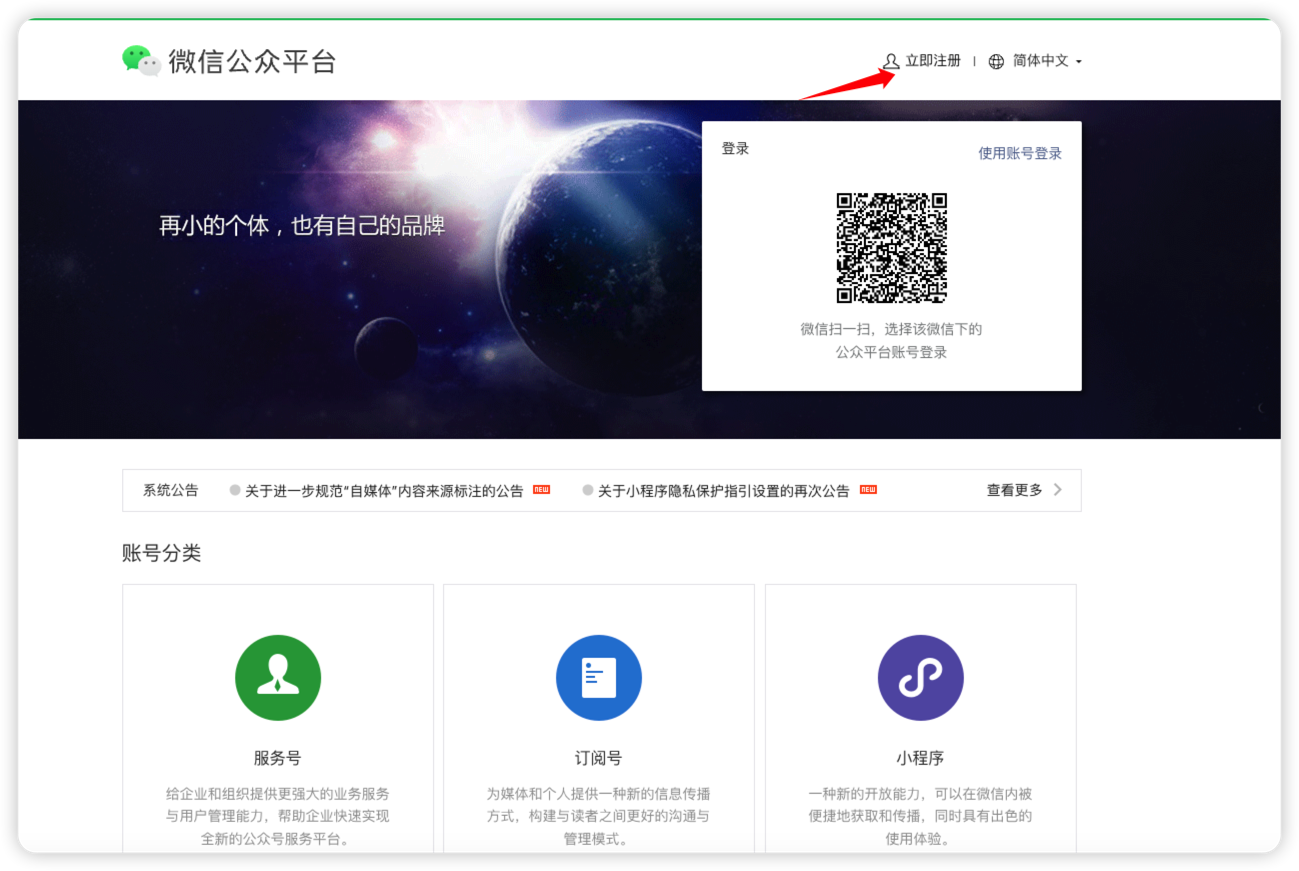 微信公众平台
立即注册 | 简体中文
登录
使用账号登录
再小的个体，也有自己的品牌
微信扫一扫，选择该微信下的
公众平台账号登录
系统公告
关于进一步规范“自媒体”内容来源标注的公告 NEW
关于小程序隐私保护指引设置的再次公告 NEW
查看更多
账号分类
服务号
给企业和组织提供更强大的业务服务
与用户管理能力，帮助企业快速实现
全新的公众号服务平台。
订阅号
为媒体和个人提供一种新的信息传播
方式，构建与读者之间更好的沟通与
管理模式。
小程序
一种新的开放能力，可以在微信内被
便捷地获取和传播，同时具有出色的
使用体验。